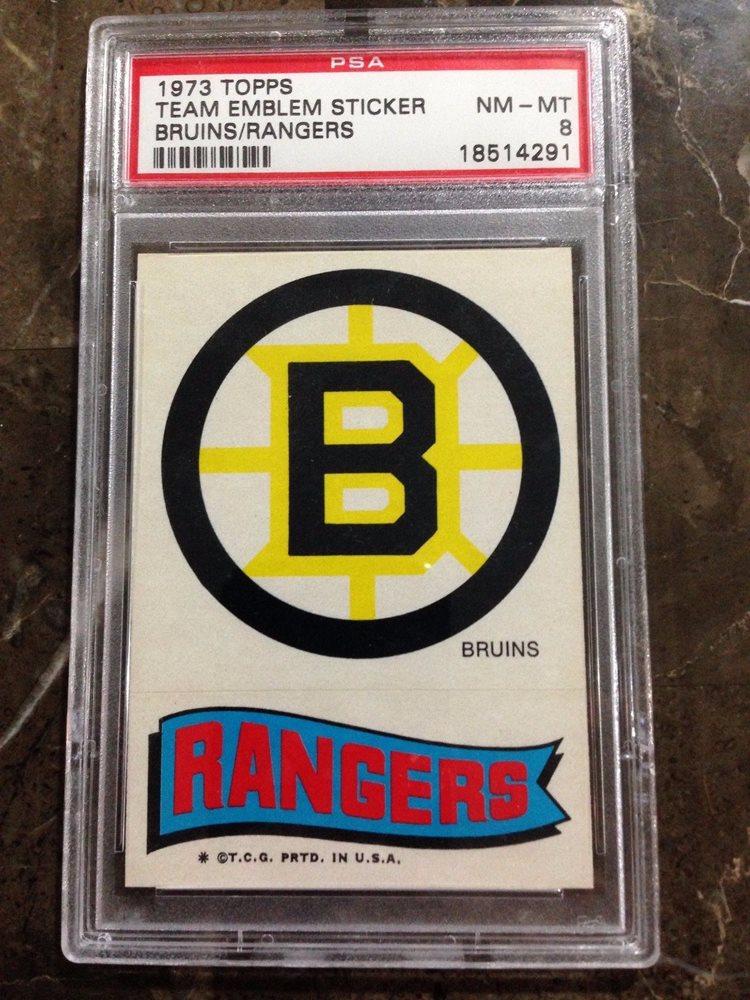 PSA
1973 TOPPS
TEAM EMBLEM STICKER NM - MT
BRUINS/RANGERS 8
18514291
B
BRUINS
RANGERS
* ©T.C.G. PRTD. IN U.S.A.